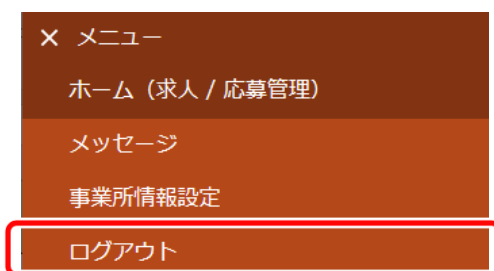 × メニュー
ホーム（求人 / 応募管理）
メッセージ
事業所情報設定
ログアウト